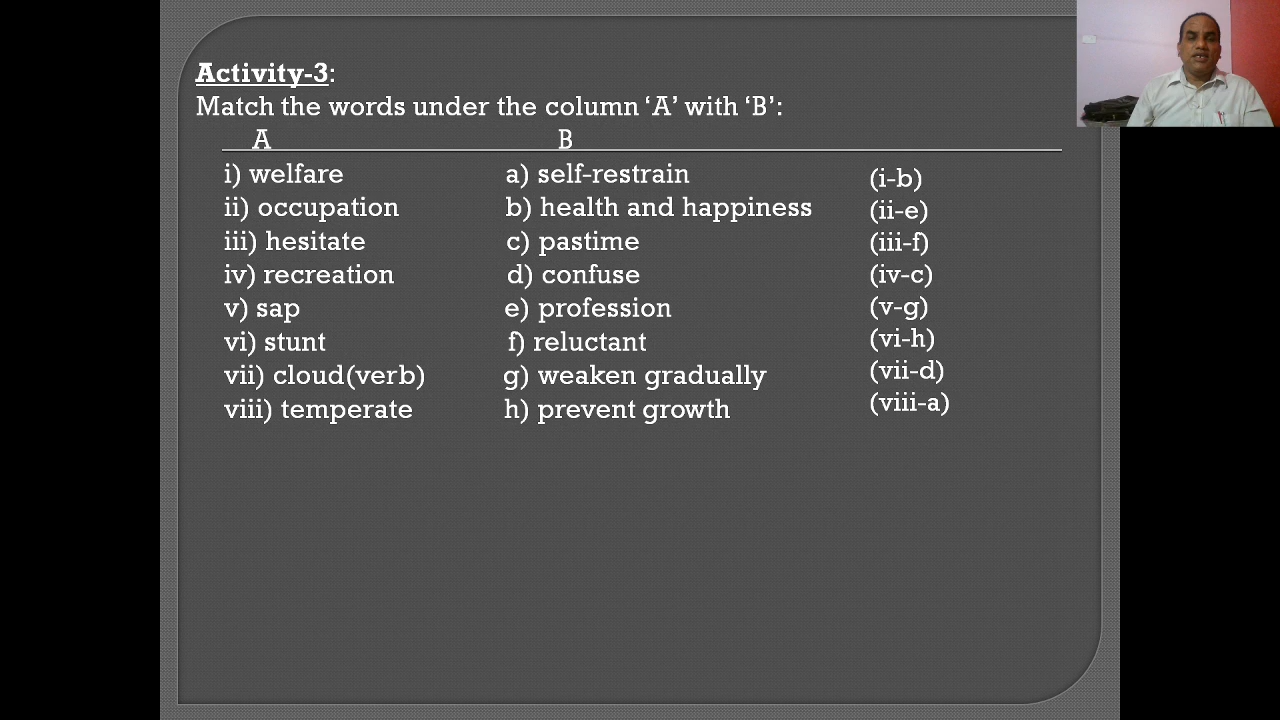 Activity-3:
Match the words under the column ‘A’ with ‘B’:
A B
i) welfare a) self-restrain (i-b)
ii) occupation b) health and happiness (ii-e)
iii) hesitate c) pastime (iii-f)
iv) recreation d) confuse (iv-c)
v) sap e) profession (v-g)
vi) stunt f) reluctant (vi-h)
vii) cloud(verb) g) weaken gradually (vii-d)
viii) temperate h) prevent growth (viii-a)